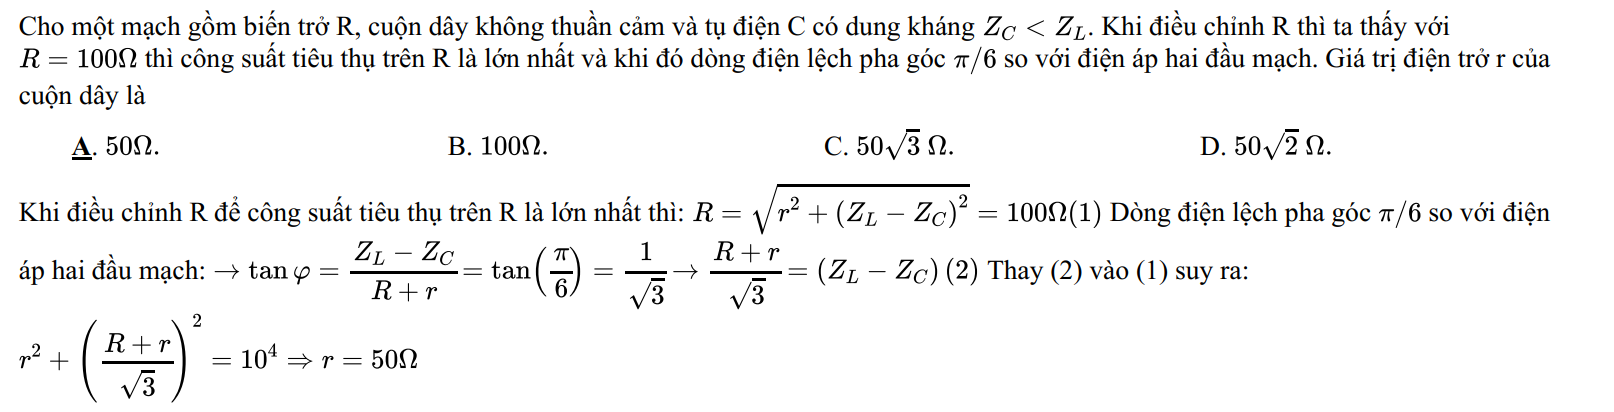 Cho một mạch gồm biến trở R, cuộn dây không thuần cảm và tụ điện C có dung kháng $Z_C < Z_L$. Khi điều chỉnh R thì ta thấy với
$R = 100\Omega$ thì công suất tiêu thụ trên R là lớn nhất và khi đó dòng điện lệch pha góc $\pi/6$ so với điện áp hai đầu mạch. Giá trị điện trở r của
cuộn dây là
A. $50\Omega$. B. $100\Omega$. C. $50\sqrt{3}\,\Omega$. D. $50\sqrt{2}\,\Omega$.
Khi điều chỉnh R để công suất tiêu thụ trên R là lớn nhất thì: $R = \sqrt{r^2 + (Z_L - Z_C)^2} = 100\Omega(1)$ Dòng điện lệch pha góc $\pi/6$ so với điện
áp hai đầu mạch: $\rightarrow \tan\varphi = \frac{Z_L - Z_C}{R + r} = \tan\left(\frac{\pi}{6}\right) = \frac{1}{\sqrt{3}} \rightarrow \frac{R + r}{\sqrt{3}} = (Z_L - Z_C)\,(2)$ Thay (2) vào (1) suy ra:
$r^2 + \left(\frac{R + r}{\sqrt{3}}\right)^2 = 10^4 \Rightarrow r = 50\Omega$